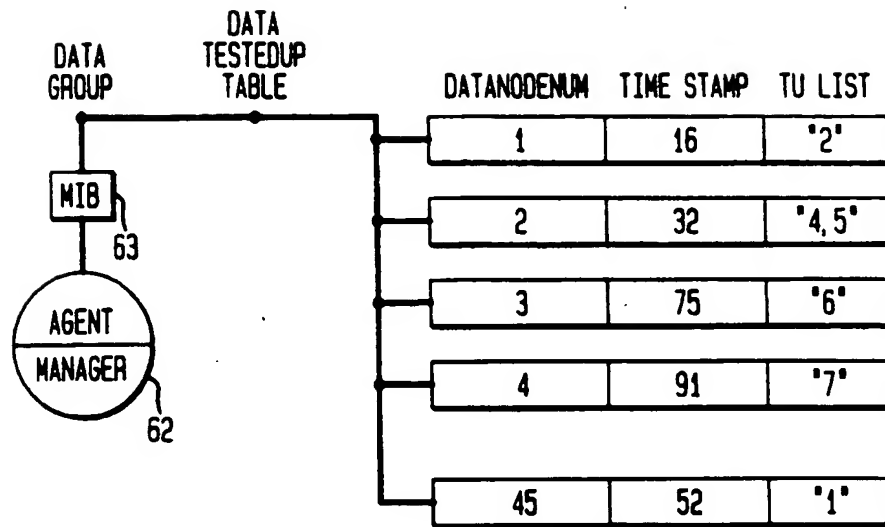 DATA GROUP
DATA TESTEDUP TABLE
DATANODENUM TIME STAMP TU LIST
1 16 "2"
2 32 "4,5"
3 75 "6"
4 91 "7"
45 52 "1"
MIB
63
AGENT
MANAGER
62